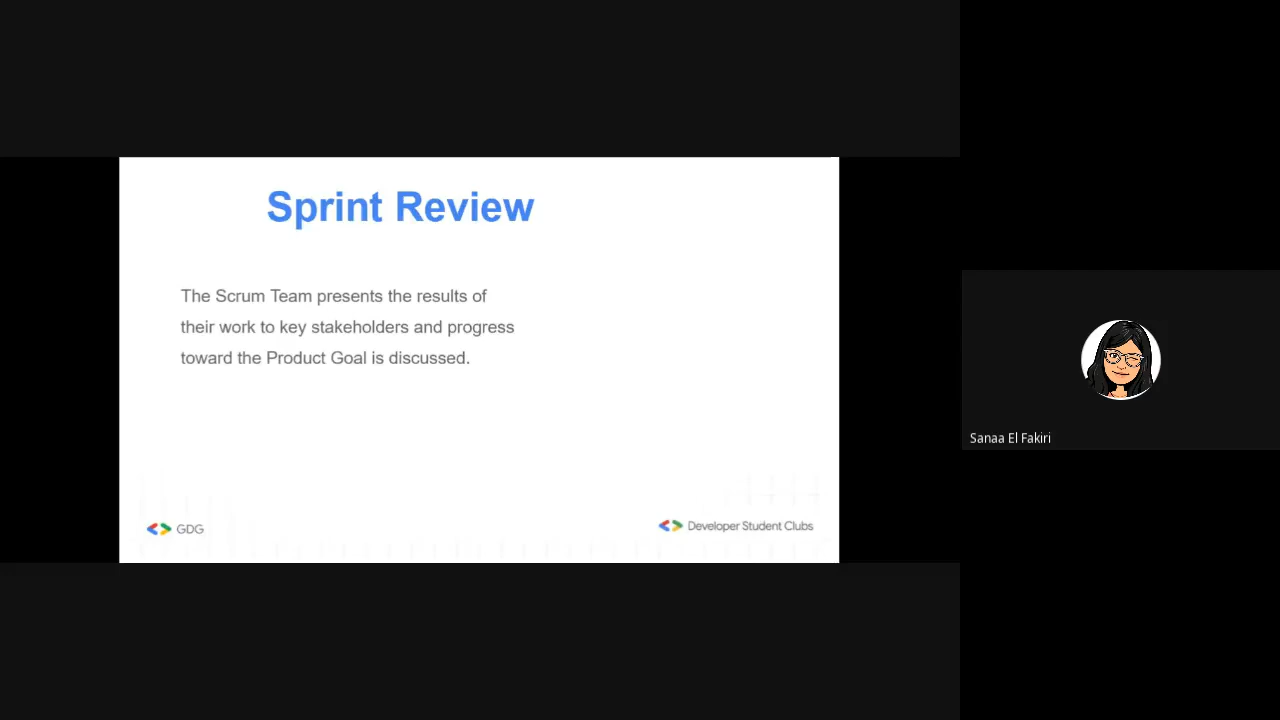 Sprint Review
The Scrum Team presents the results of
their work to key stakeholders and progress
toward the Product Goal is discussed.
GDG
Developer Student Clubs
Sanaa El Fakiri